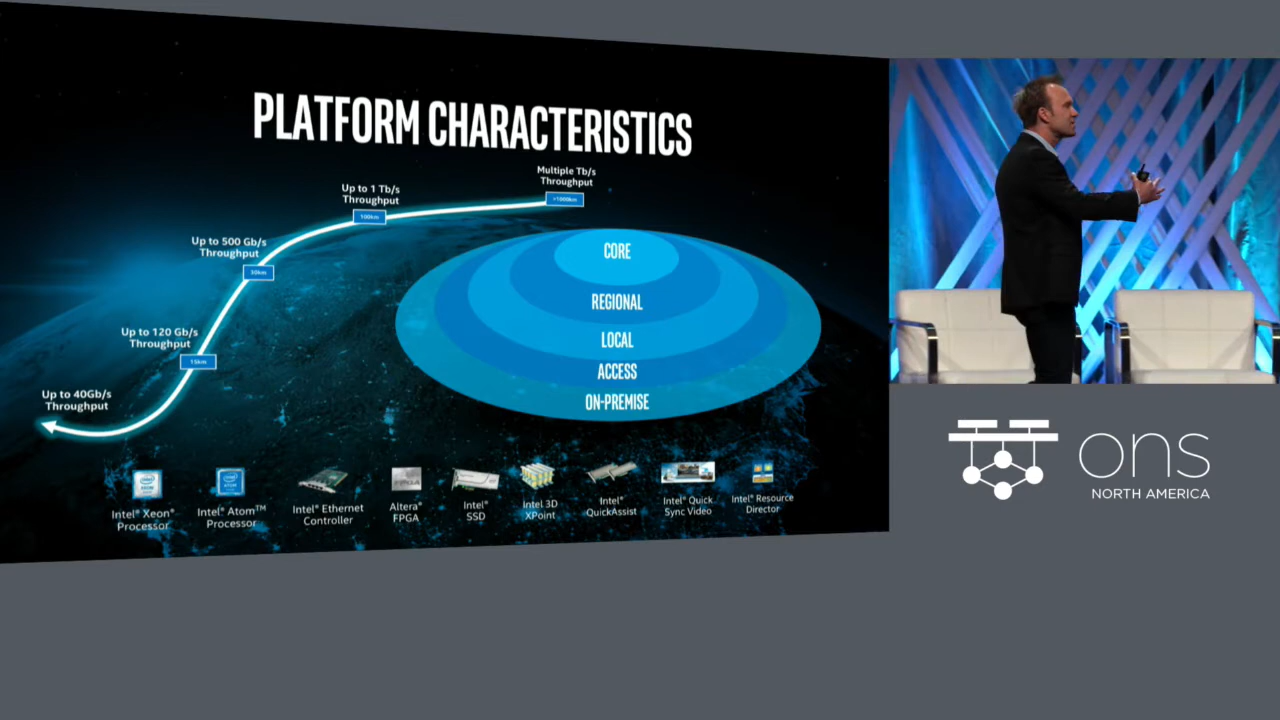 PLATFORM CHARACTERISTICS
Multiple Tb/s
Throughput
>1000km
Up to 1 Tb/s
Throughput
100km
Up to 500 Gb/s
Throughput
30km
Up to 120 Gb/s
Throughput
15km
Up to 40Gb/s
Throughput
CORE
REGIONAL
LOCAL
ACCESS
ON-PREMISE
Intel® Xeon®
Processor
Intel® Atom™
Processor
Intel® Ethernet
Controller
FPGA
Altera®
FPGA
Intel®
SSD
Intel 3D
XPoint
Intel®
QuickAssist
Intel® Quick
Sync Video
Intel® Resource
Director
ons
NORTH AMERICA